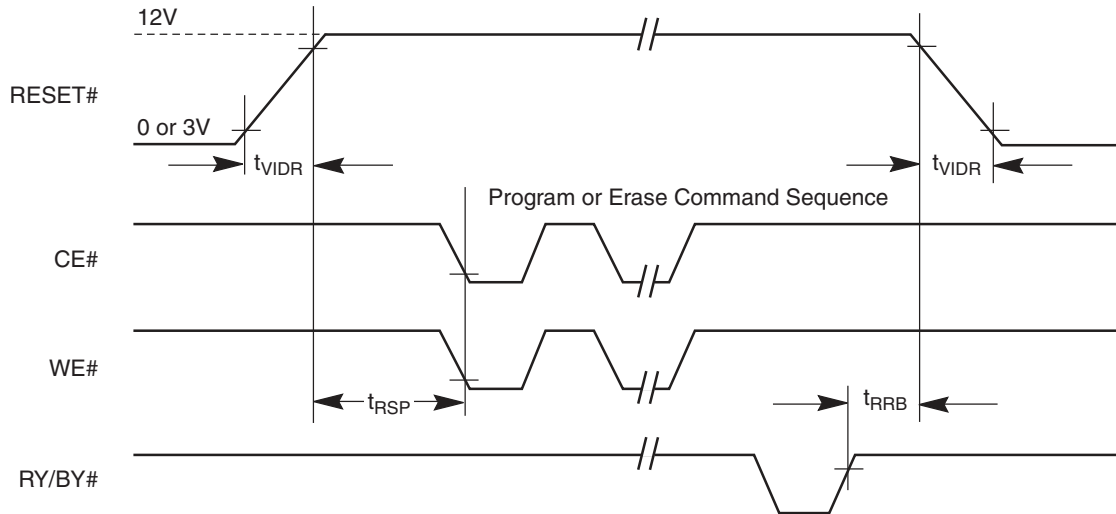 12V
RESET#
0 or 3V
tVIDR
tVIDR
Program or Erase Command Sequence
CE#
WE#
tRSP
tRRB
RY/BY#